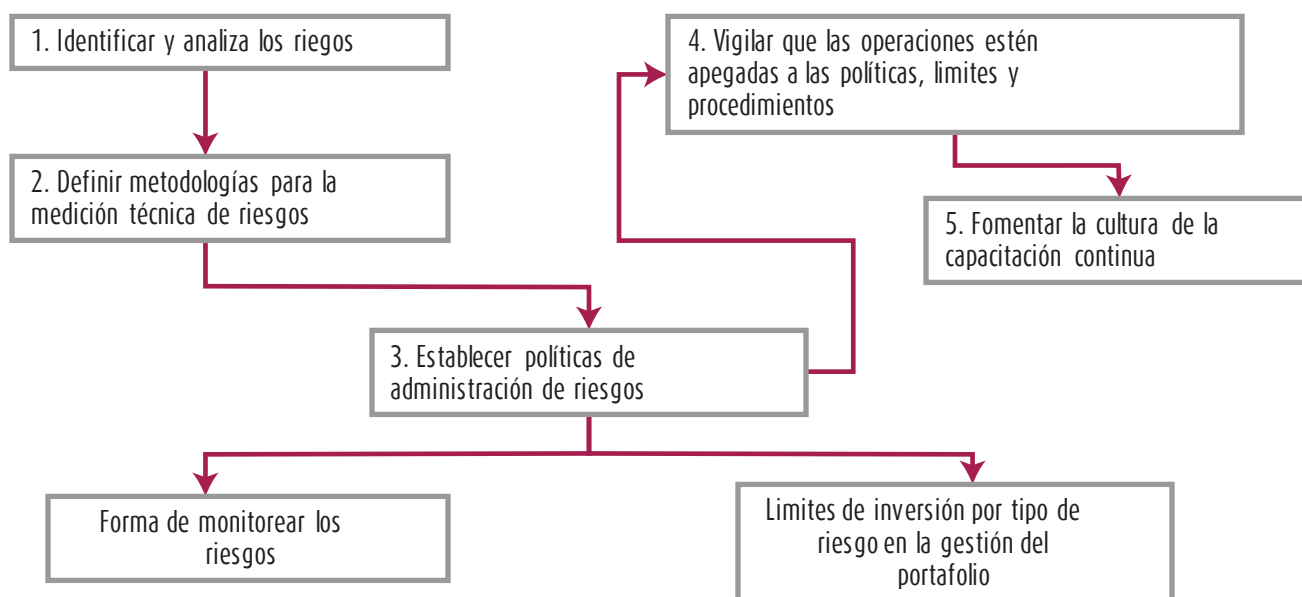 1. Identificar y analiza los riegos
2. Definir metodologías para la
medición técnica de riesgos
3. Establecer políticas de
administración de riesgos
4. Vigilar que las operaciones estén
apegadas a las políticas, limites y
procedimientos
5. Fomentar la cultura de la
capacitación continua
Forma de monitorear los
riesgos
Limites de inversión por tipo de
riesgo en la gestión del
portafolio